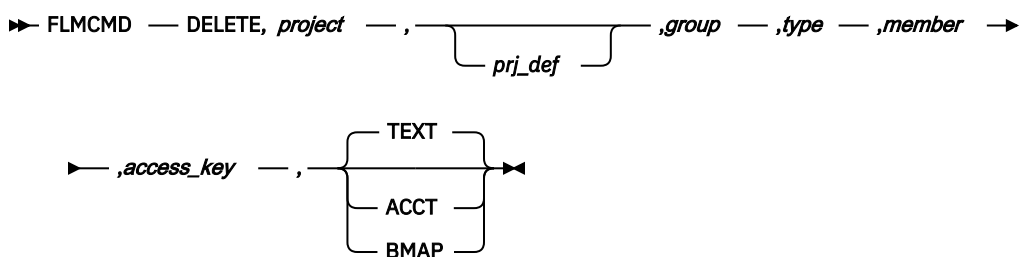 FLMCMD DELETE, project , ,group ,type ,member
prj_def
TEXT
,access_key ,
ACCT
BMAP